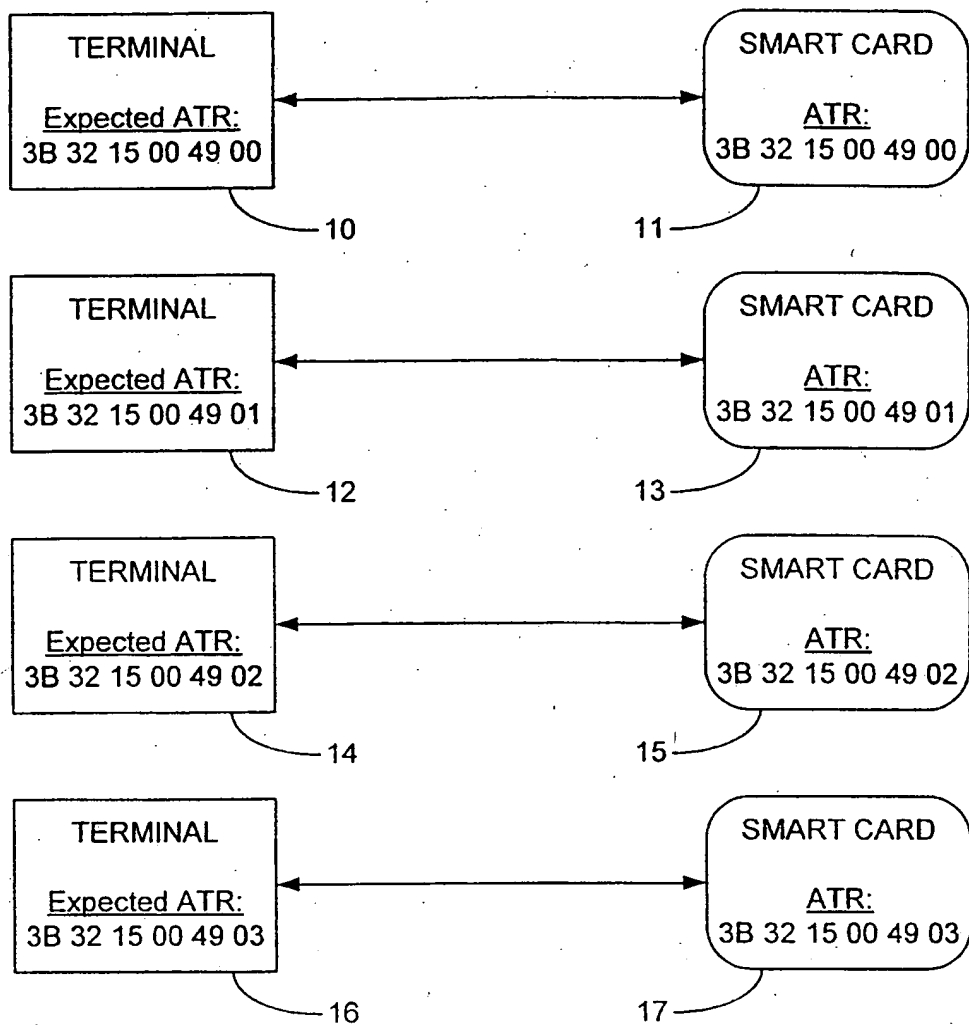 TERMINAL
Expected ATR:
3B 32 15 00 49 00
10
SMART CARD
ATR:
3B 32 15 00 49 00
11
TERMINAL
Expected ATR:
3B 32 15 00 49 01
12
SMART CARD
ATR:
3B 32 15 00 49 01
13
TERMINAL
Expected ATR:
3B 32 15 00 49 02
14
SMART CARD
ATR:
3B 32 15 00 49 02
15
TERMINAL
Expected ATR:
3B 32 15 00 49 03
16
SMART CARD
ATR:
3B 32 15 00 49 03
17